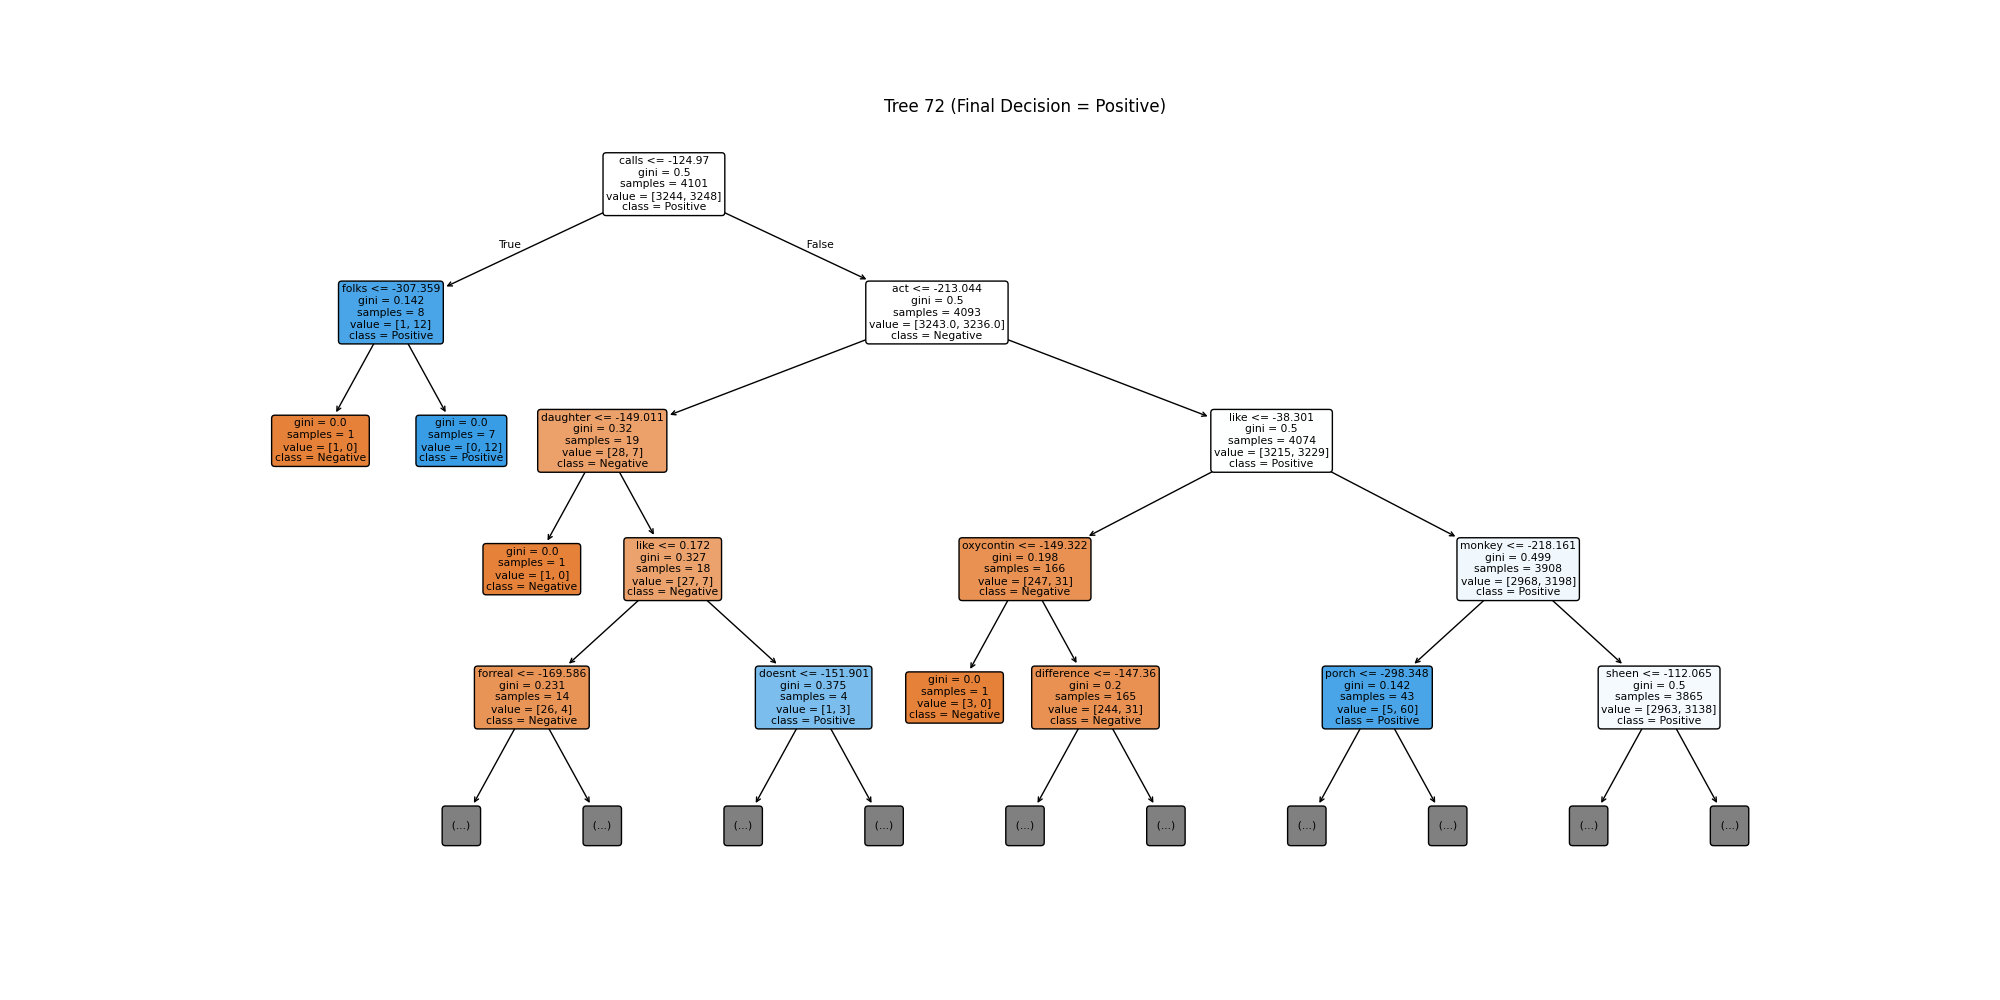 Tree 72 (Final Decision = Positive)
calls <= -124.97
gini = 0.5
samples = 4101
value = [3244, 3248]
class = Positive
True
False
folks <= -307.359
gini = 0.142
samples = 8
value = [1, 12]
class = Positive
act <= -213.044
gini = 0.5
samples = 4093
value = [3243.0, 3236.0]
class = Negative
gini = 0.0
samples = 1
value = [1, 0]
class = Negative
gini = 0.0
samples = 7
value = [0, 12]
class = Positive
daughter <= -149.011
gini = 0.32
samples = 19
value = [28, 7]
class = Negative
like <= -38.301
gini = 0.5
samples = 4074
value = [3215, 3229]
class = Positive
gini = 0.0
samples = 1
value = [1, 0]
class = Negative
like <= 0.172
gini = 0.327
samples = 18
value = [27, 7]
class = Negative
oxycontin <= -149.322
gini = 0.198
samples = 166
value = [247, 31]
class = Negative
monkey <= -218.161
gini = 0.499
samples = 3908
value = [2968, 3198]
class = Positive
forreal <= -169.586
gini = 0.231
samples = 14
value = [26, 4]
class = Negative
doesnt <= -151.901
gini = 0.375
samples = 4
value = [1, 3]
class = Positive
gini = 0.0
samples = 1
value = [3, 0]
class = Negative
difference <= -147.36
gini = 0.2
samples = 165
value = [244, 31]
class = Negative
porch <= -298.348
gini = 0.142
samples = 43
value = [5, 60]
class = Positive
sheen <= -112.065
gini = 0.5
samples = 3865
value = [2963, 3138]
class = Positive
(...)
(...)
(...)
(...)
(...)
(...)
(...)
(...)
(...)
(...)